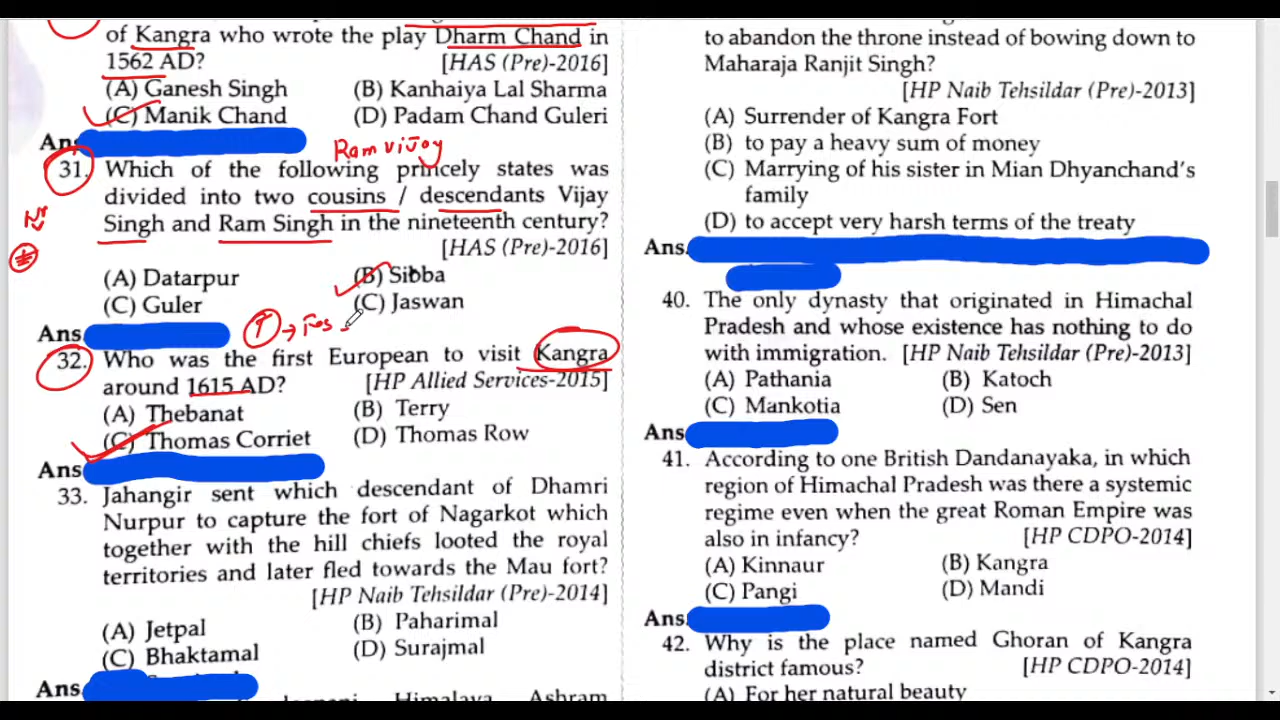 of Kangra who wrote the play Dharm Chand in
1562 AD? [HAS (Pre)-2016]
(A) Ganesh Singh (B) Kanhaiya Lal Sharma
(C) Manik Chand (D) Padam Chand Guleri
Ans
Ram vijay
31. Which of the following princely states was
divided into two cousins / descendants Vijay
Singh and Ram Singh in the nineteenth century?
[HAS (Pre)-2016]
(A) Datarpur (B) Sibba
(C) Guler (C) Jaswan
Ans
32. Who was the first European to visit Kangra
around 1615 AD? [HP Allied Services-2015]
(A) Thebanat (B) Terry
(C) Thomas Corriet (D) Thomas Row
Ans
33. Jahangir sent which descendant of Dhamri
Nurpur to capture the fort of Nagarkot which
together with the hill chiefs looted the royal
territories and later fled towards the Mau fort?
[HP Naib Tehsildar (Pre)-2014]
(A) Jetpal (B) Paharimal
(C) Bhaktamal (D) Surajmal
Ans
Himalaya Ashram
to abandon the throne instead of bowing down to
Maharaja Ranjit Singh?
[HP Naib Tehsildar (Pre)-2013]
(A) Surrender of Kangra Fort
(B) to pay a heavy sum of money
(C) Marrying of his sister in Mian Dhyanchand's
family
(D) to accept very harsh terms of the treaty
Ans.
40. The only dynasty that originated in Himachal
Pradesh and whose existence has nothing to do
with immigration. [HP Naib Tehsildar (Pre)-2013]
(A) Pathania (B) Katoch
(C) Mankotia (D) Sen
Ans
41. According to one British Dandanayaka, in which
region of Himachal Pradesh was there a systemic
regime even when the great Roman Empire was
also in infancy? [HP CDPO-2014]
(A) Kinnaur (B) Kangra
(C) Pangi (D) Mandi
Ans.
42. Why is the place named Ghoran of Kangra
district famous? [HP CDPO-2014]
(A) For her natural beauty